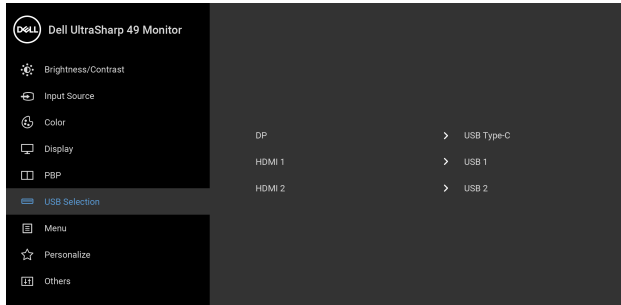 DELL Dell UltraSharp 49 Monitor
Brightness/Contrast
Input Source
Color
Display
PBP
USB Selection
Menu
Personalize
Others
DP > USB Type-C
HDMI 1 > USB 1
HDMI 2 > USB 2